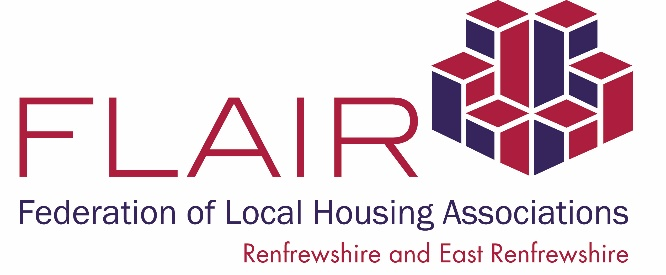 FLAIR
Federation of Local Housing Associations
Renfrewshire and East Renfrewshire